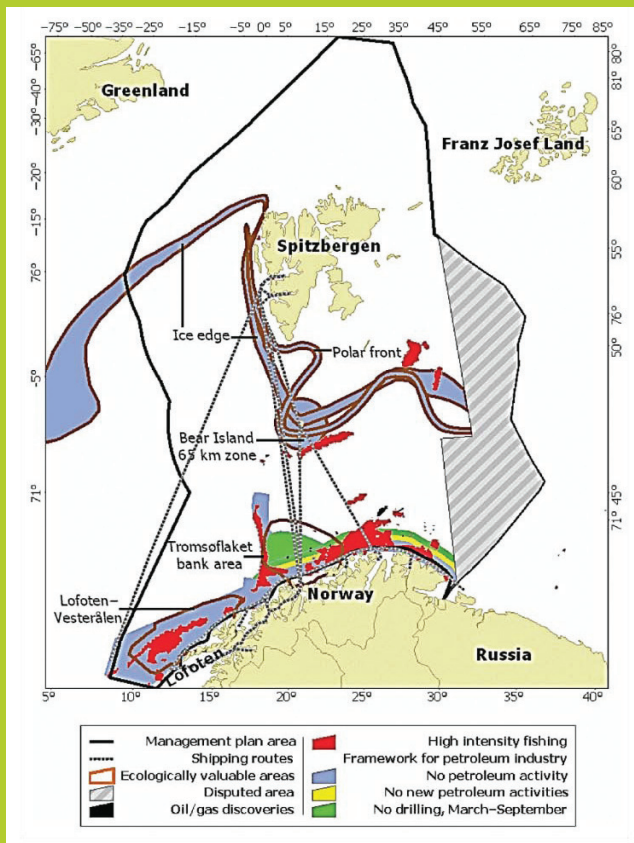 -75° -35° -25° -15° 0° 5° 15° 25° 35° 45° 55° 65° 75° 85°
-65°
-40°
-30°
-20°
-15°
76°
-5°
71°
80°
81°
65°
60°
55°
76°
50°
45°
71°
Greenland
Franz Josef Land
Spitzbergen
Ice edge
Polar front
Bear Island
65 km zone
Tromsøflaket
bank area
Lofoten–
Vesterålen
Norway
Lofoten
Russia
5° 10° 15° 20° 25° 30° 35° 40°
Management plan area
Shipping routes
Ecologically valuable areas
Disputed area
Oil/gas discoveries
High intensity fishing
Framework for petroleum industry
No petroleum activity
No new petroleum activities
No drilling, March–September